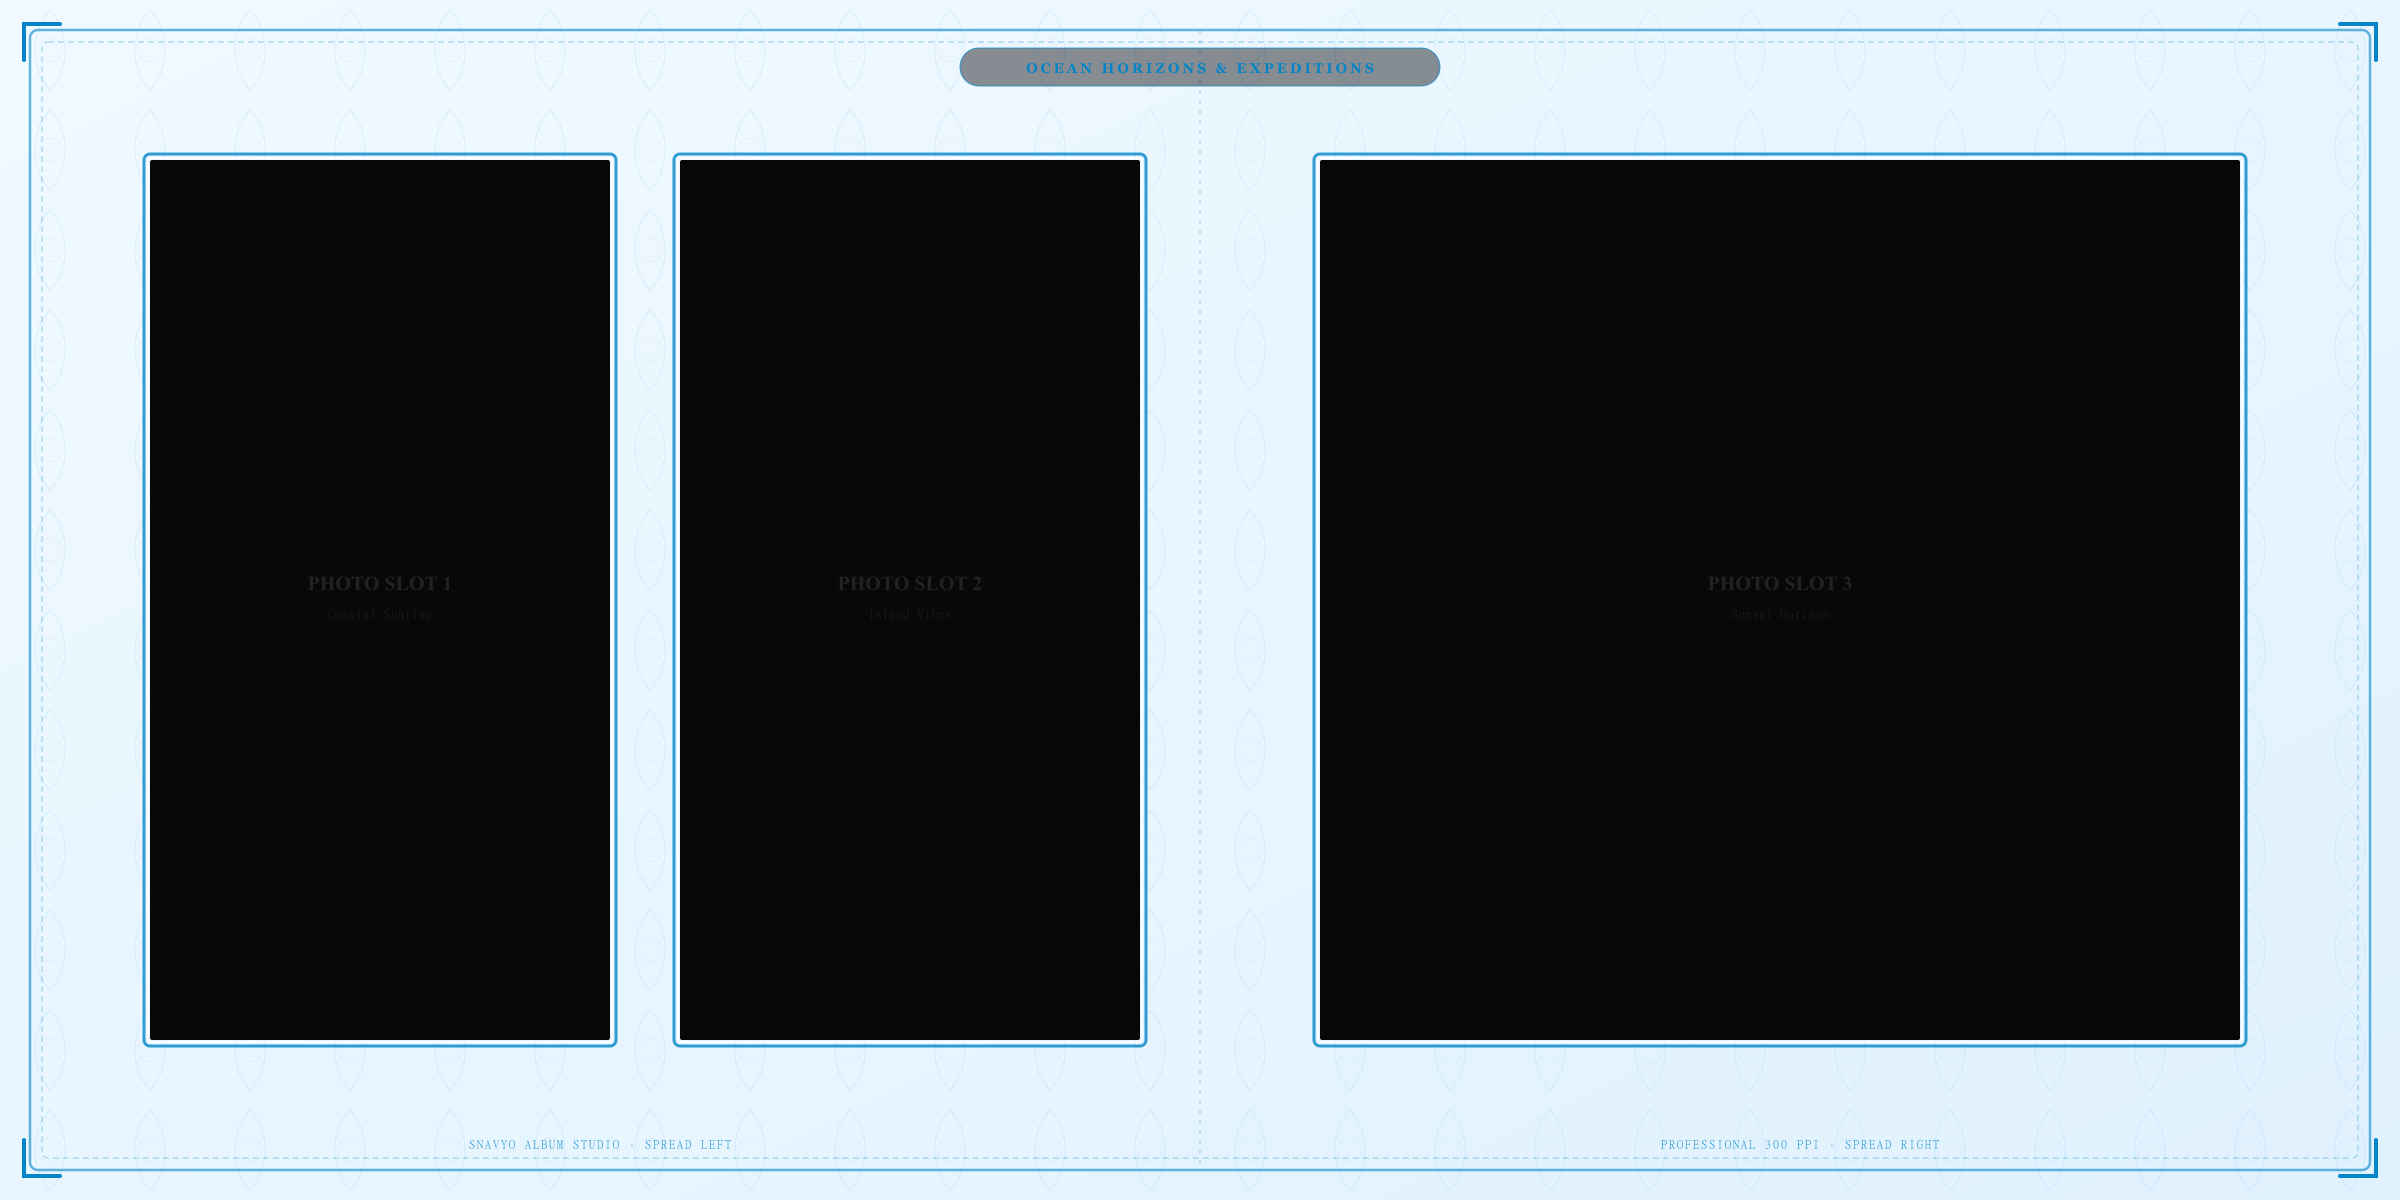 OCEAN HORIZONS & EXPEDITIONS
PHOTO SLOT 1
Coastal Sunrise
PHOTO SLOT 2
Island Vibes
PHOTO SLOT 3
Sunset Horizon
SNAVYO ALBUM STUDIO · SPREAD LEFT
PROFESSIONAL 300 PPI · SPREAD RIGHT